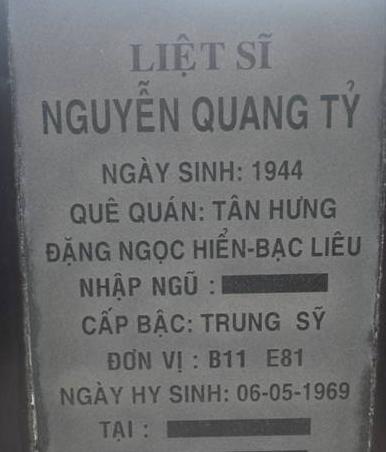 LIỆT SĨ
NGUYỄN QUANG TỶ
NGÀY SINH: 1944
QUÊ QUÁN: TÂN HƯNG
ĐẶNG NGỌC HIỂN-BẠC LIÊU
NHẬP NGŨ :
CẤP BẬC: TRUNG SỸ
ĐƠN VỊ : B11 E81
NGÀY HY SINH: 06-05-1969
TẠI :